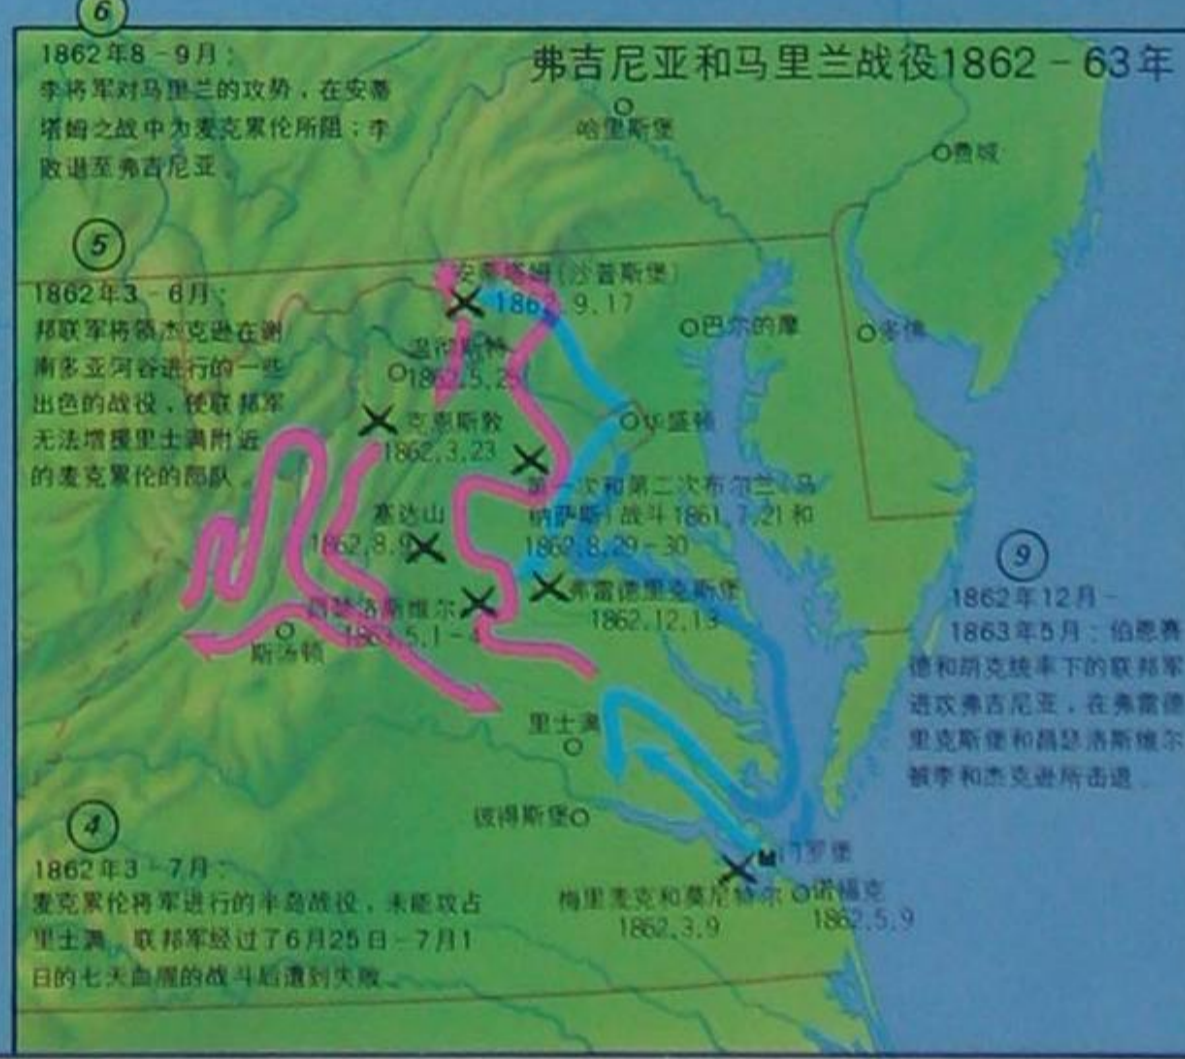 6
1862年8-9月：
李将军对马里兰的攻势，在安蒂
塔姆之战中为麦克累伦所阻；李
败退至弗吉尼亚。
弗吉尼亚和马里兰战役1862-63年
哈里斯堡
费城
5
1862年3-6月：
邦联军将领杰克逊在谢
南多亚河谷进行的一些
出色的战役，使联邦军
无法增援里士满附近
的麦克累伦的部队。
安蒂塔姆(沙普斯堡)
1862.9.17
巴尔的摩
多佛
温彻斯特
1862.5.25
克恩斯敦
1862.3.23
华盛顿
第一次和第二次布尔兰(马
纳萨斯)战斗1861.7.21和
1862.8.29-30
塞达山
1862.8.9
弗雷德里克斯堡
1862.12.13
昌瑟洛斯维尔
1863.5.1-4
斯汤顿
里士满
彼得斯堡
9
1862年12月-
1863年5月：伯恩赛
德和胡克统率下的联邦军
进攻弗吉尼亚，在弗雷德
里克斯堡和昌瑟洛斯维尔
被李和杰克逊所击退。
4
1862年3-7月：
麦克累伦将军进行的半岛战役，未能攻占
里士满。联邦军经过了6月25日-7月1
日的七天血腥的战斗后遭到失败。
门罗堡
梅里麦克和莫尼特尔
1862.3.9
诺福克
1862.5.9